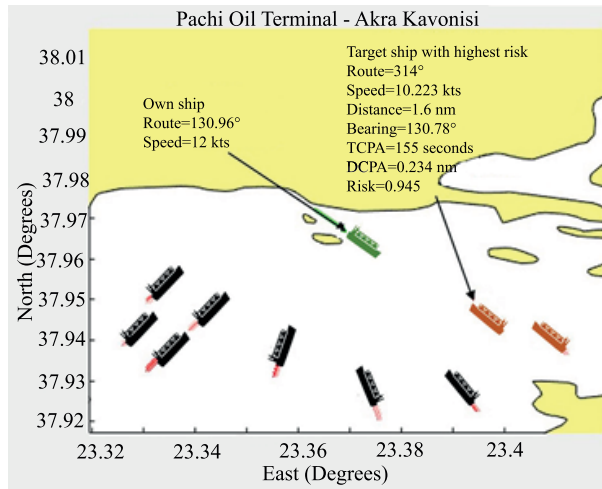 Pachi Oil Terminal - Akra Kavonisi
Target ship with highest risk
Route=314°
Speed=10.223 kts
Distance=1.6 nm
Bearing=130.78°
TCPA=155 seconds
DCPA=0.234 nm
Risk=0.945
Own ship
Route=130.96°
Speed=12 kts
North (Degrees)
38.01
38
37.99
37.98
37.97
37.96
37.95
37.94
37.93
37.92
23.32 23.34 23.36 23.38 23.4
East (Degrees)